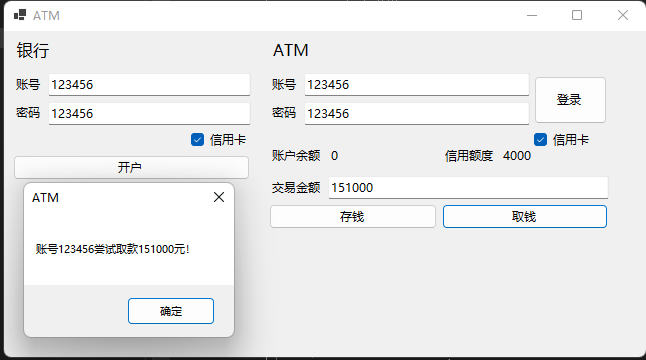 ATM
银行
ATM
账号 123456
账号 123456
登录
密码 123456
密码 123456
信用卡
信用卡
账户余额 0 信用额度 4000
开户
交易金额 151000
存钱 取钱
ATM
账号123456尝试取款151000元!
确定